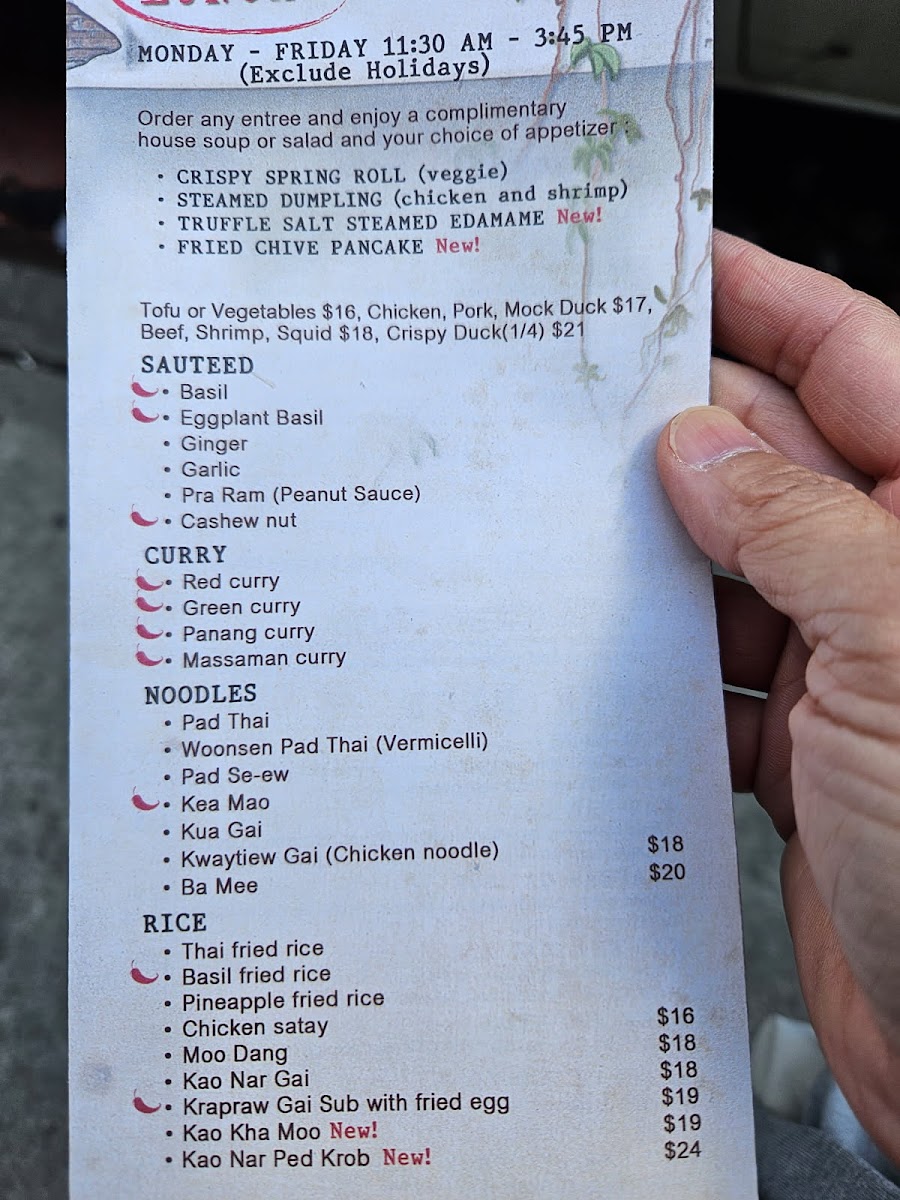 MONDAY - FRIDAY 11:30 AM - 3:45 PM
(Exclude Holidays)
Order any entree and enjoy a complimentary
house soup or salad and your choice of appetizer :
• CRISPY SPRING ROLL (veggie)
• STEAMED DUMPLING (chicken and shrimp)
• TRUFFLE SALT STEAMED EDAMAME New!
• FRIED CHIVE PANCAKE New!
Tofu or Vegetables $16, Chicken, Pork, Mock Duck $17,
Beef, Shrimp, Squid $18, Crispy Duck(1/4) $21
SAUTEED
• Basil
• Eggplant Basil
• Ginger
• Garlic
• Pra Ram (Peanut Sauce)
• Cashew nut
CURRY
• Red curry
• Green curry
• Panang curry
• Massaman curry
NOODLES
• Pad Thai
• Woonsen Pad Thai (Vermicelli)
• Pad Se-ew
• Kea Mao
• Kua Gai
• Kwaytiew Gai (Chicken noodle) $18
• Ba Mee $20
RICE
• Thai fried rice
• Basil fried rice
• Pineapple fried rice
• Chicken satay $16
• Moo Dang $18
• Kao Nar Gai $18
• Krapraw Gai Sub with fried egg $19
• Kao Kha Moo New! $19
• Kao Nar Ped Krob New! $24